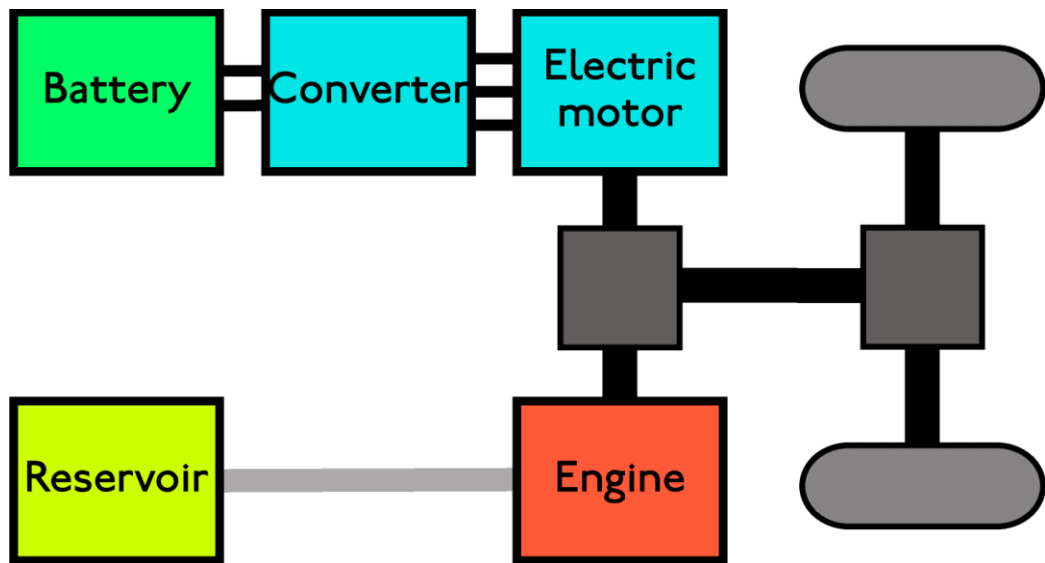 Battery
Converter
Electric
motor
Reservoir
Engine